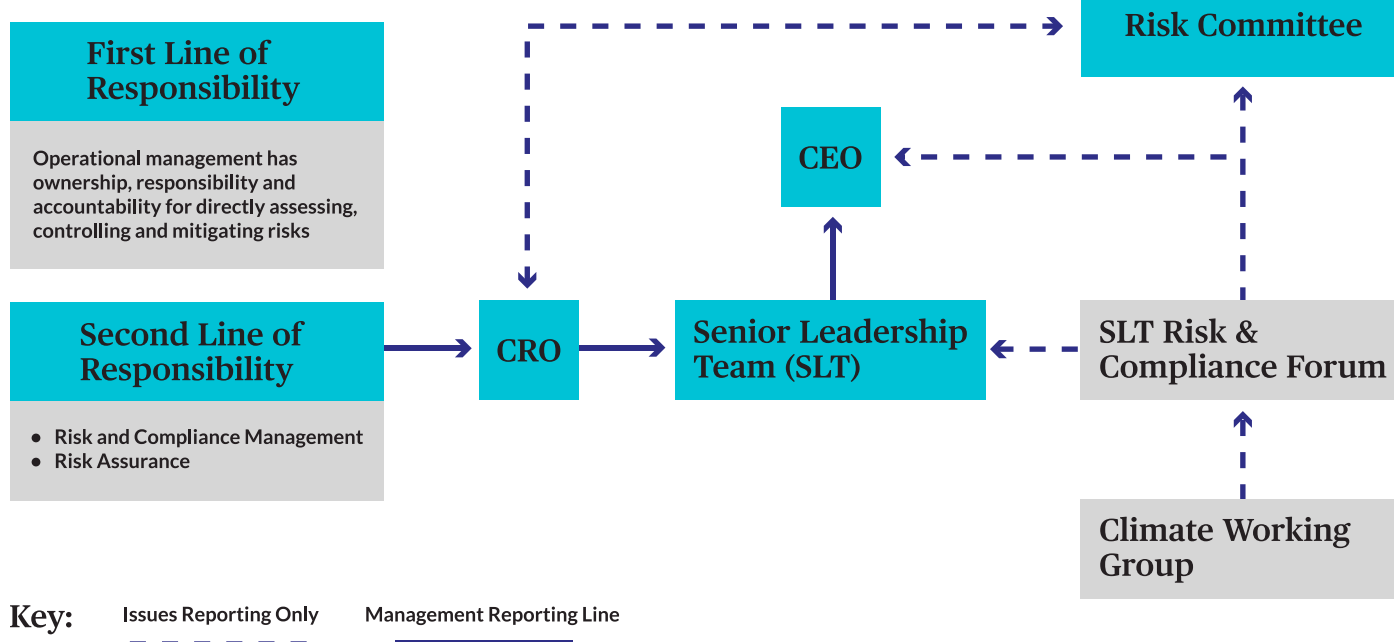 First Line of
Responsibility
Operational management has
ownership, responsibility and
accountability for directly assessing,
controlling and mitigating risks
Risk Committee
CEO
Second Line of
Responsibility
• Risk and Compliance Management
• Risk Assurance
CRO
Senior Leadership
Team (SLT)
SLT Risk &
Compliance Forum
Climate Working
Group
Key:
Issues Reporting Only
Management Reporting Line